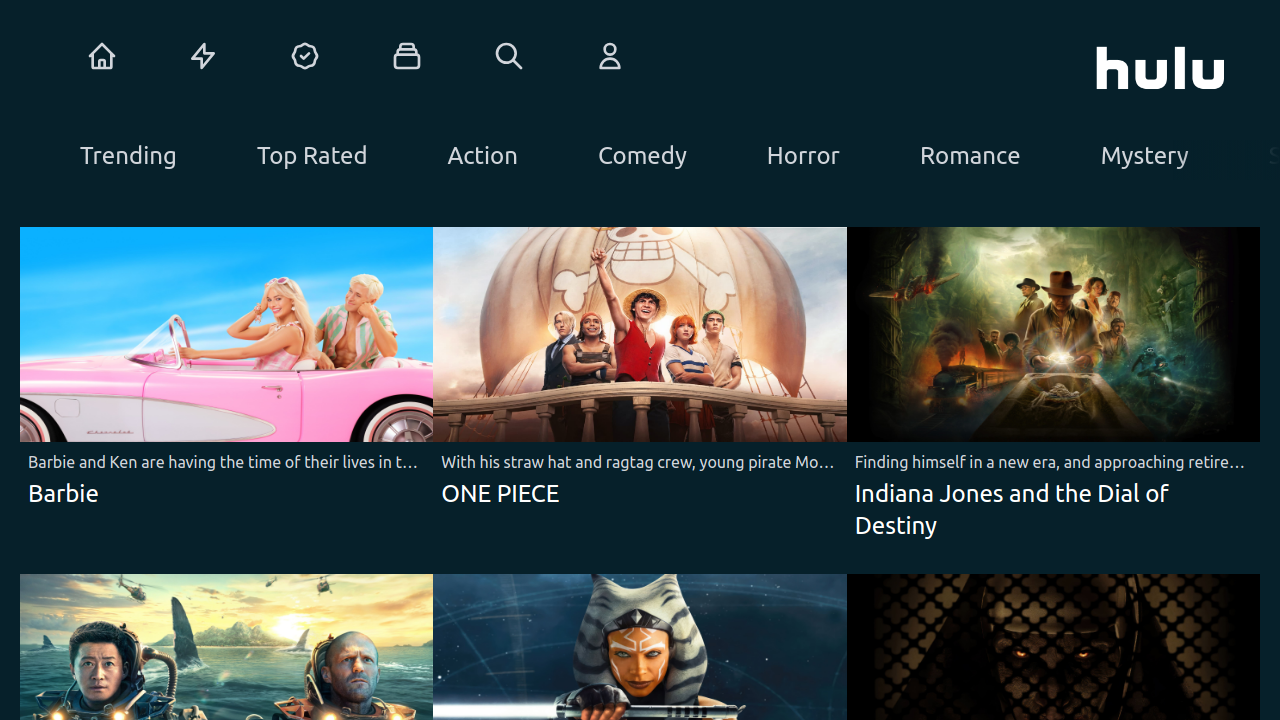 hulu
Trending
Top Rated
Action
Comedy
Horror
Romance
Mystery
Barbie and Ken are having the time of their lives in t…
Barbie
With his straw hat and ragtag crew, young pirate Mo…
ONE PIECE
Finding himself in a new era, and approaching retire…
Indiana Jones and the Dial of
Destiny